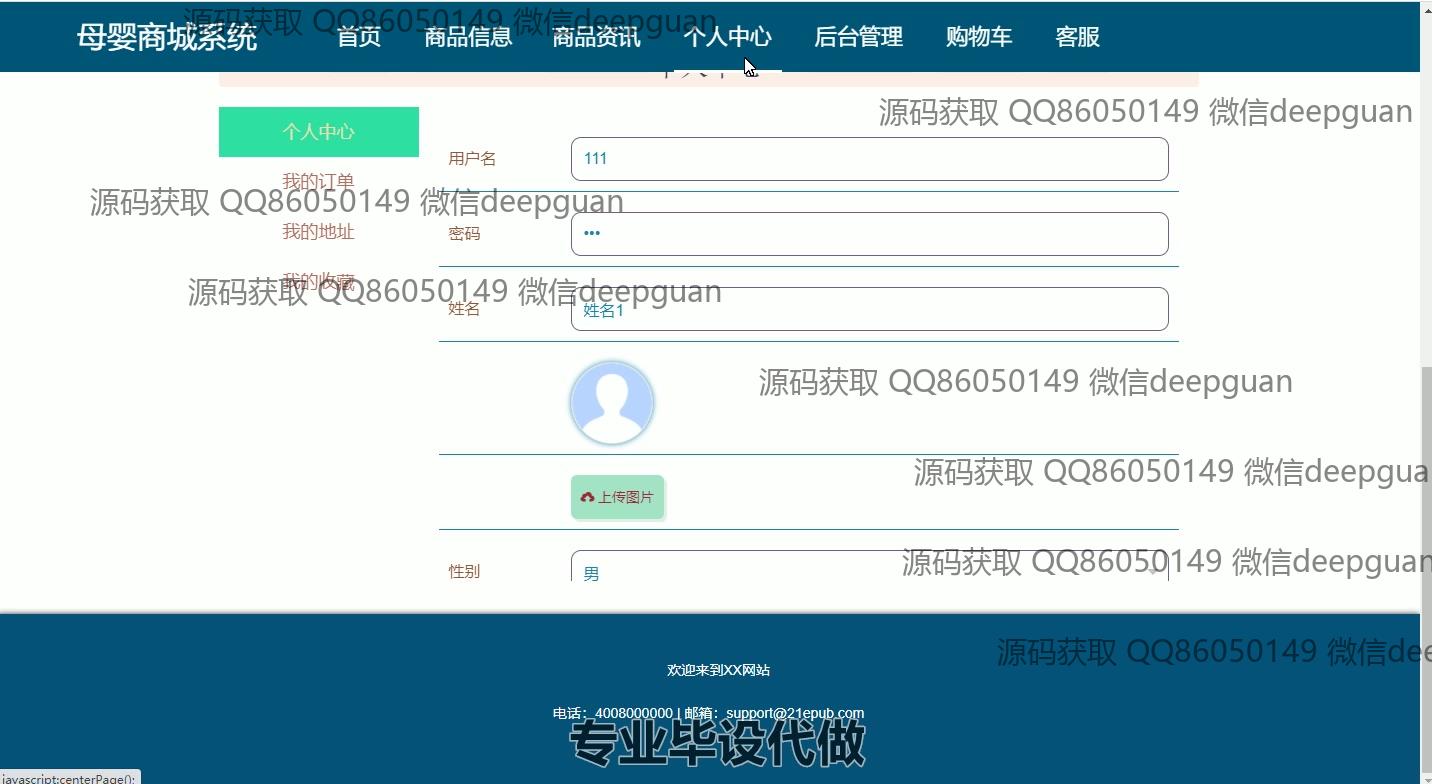 母婴商城系统 首页 商品信息 商品资讯 个人中心 后台管理 购物车 客服
源码获取 QQ86050149 微信deepguan
个人中心
个人中心
源码获取 QQ86050149 微信deepguan
用户名 111
我的订单
源码获取 QQ86050149 微信deepguan
我的地址
密码 •••
我的收藏
源码获取 QQ86050149 微信deepguan
姓名 姓名1
源码获取 QQ86050149 微信deepguan
源码获取 QQ86050149 微信deepgua
上传图片
源码获取 QQ86050149 微信deepguan
性别 男
源码获取 QQ86050149 微信dee
欢迎来到XX网站
电话：4008000000 | 邮箱：support@21epub.com
专业毕设代做
javascript:centerPage();